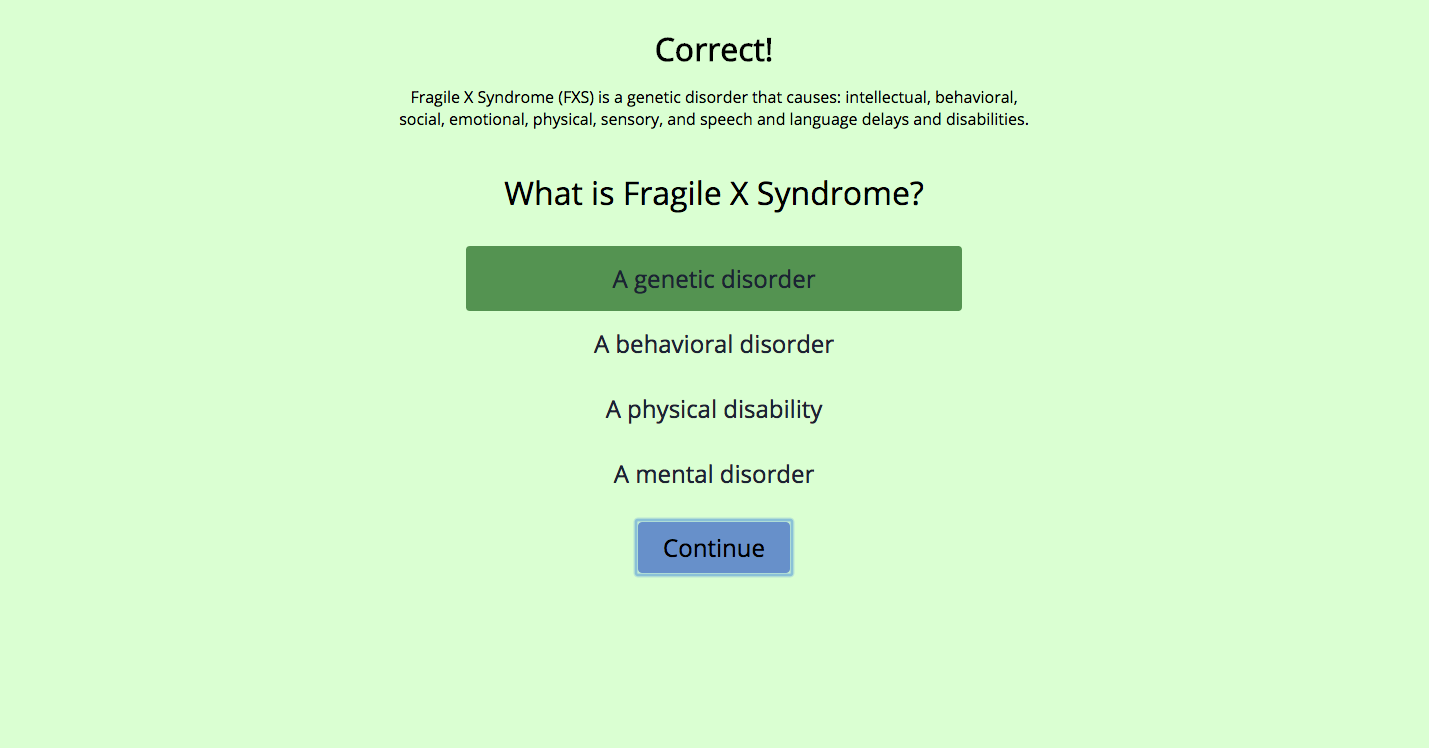 Correct!
Fragile X Syndrome (FXS) is a genetic disorder that causes: intellectual, behavioral,
social, emotional, physical, sensory, and speech and language delays and disabilities.
What is Fragile X Syndrome?
A genetic disorder
A behavioral disorder
A physical disability
A mental disorder
Continue